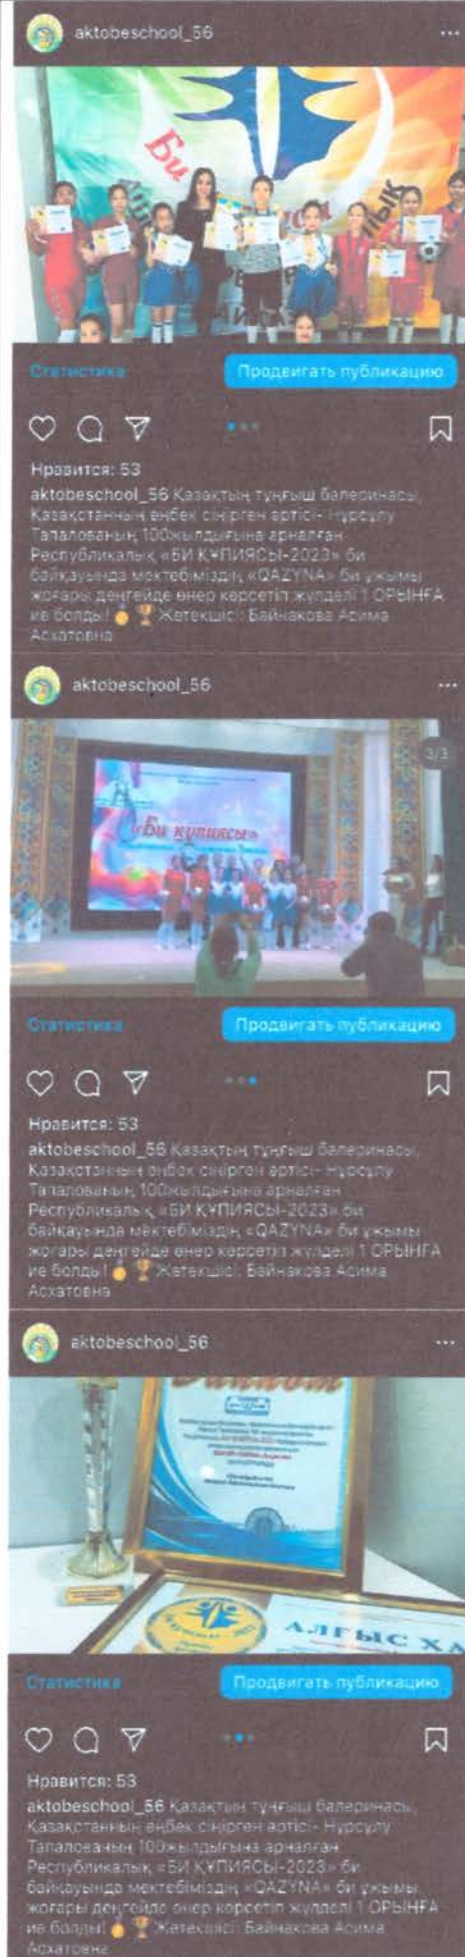 aktobeschool_56
Би
Статистика
Продвигать публикацию
Нравится: 53
aktobeschool_56 Қазақтың тұңғыш балеринасы,
Қазақстанның еңбек сіңірген әртісі- Нұрсұлу
Тапалованың 100жылдығына арналған
Республикалық «БИ ҚҰПИЯСЫ-2023» би
байқауында мектебіміздің «QAZYNA» би ұжымы
жоғары деңгейде өнер көрсетіп жүлделі 1 ОРЫНҒА
ие болды! 🥇 🏆 Жетекшісі: Байнакова Асима
Асхатовна
aktobeschool_56
3/3
«Би құпиясы»
Статистика
Продвигать публикацию
Нравится: 53
aktobeschool_56 Қазақтың тұңғыш балеринасы,
Қазақстанның еңбек сіңірген әртісі- Нұрсұлу
Тапалованың 100жылдығына арналған
Республикалық «БИ ҚҰПИЯСЫ-2023» би
байқауында мектебіміздің «QAZYNA» би ұжымы
жоғары деңгейде өнер көрсетіп жүлделі 1 ОРЫНҒА
ие болды! 🥇 🏆 Жетекшісі: Байнакова Асима
Асхатовна
aktobeschool_56
Диплом
АЛҒЫС ХА
Статистика
Продвигать публикацию
Нравится: 53
aktobeschool_56 Қазақтың тұңғыш балеринасы,
Қазақстанның еңбек сіңірген әртісі- Нұрсұлу
Тапалованың 100жылдығына арналған
Республикалық «БИ ҚҰПИЯСЫ-2023» би
байқауында мектебіміздің «QAZYNA» би ұжымы
жоғары деңгейде өнер көрсетіп жүлделі 1 ОРЫНҒА
ие болды! 🥇 🏆 Жетекшісі: Байнакова Асима
Асхатовна